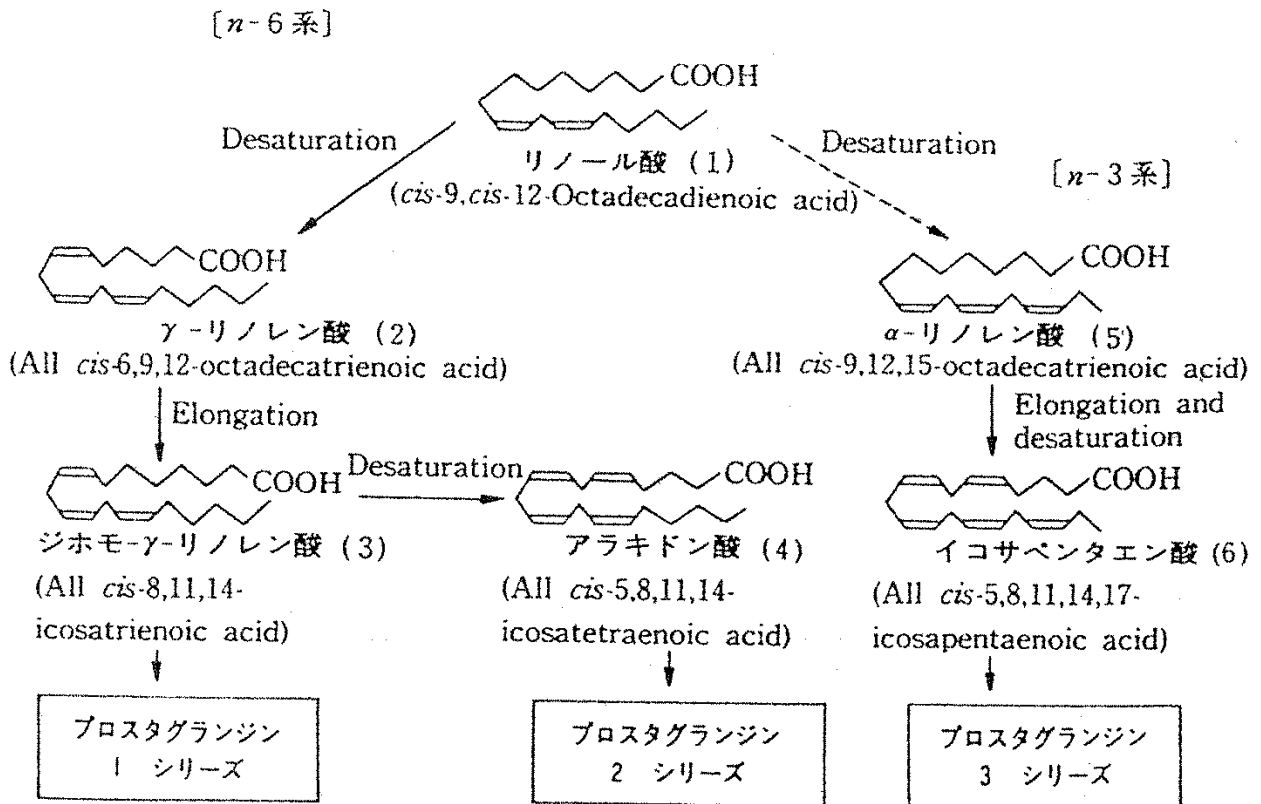 [n-6系]
COOH
Desaturation
リノール酸 (1)
(cis-9,cis-12-Octadecadienoic acid)
Desaturation
[n-3系]
COOH
γ-リノレン酸 (2)
(All cis-6,9,12-octadecatrienoic acid)
COOH
α-リノレン酸 (5)
(All cis-9,12,15-octadecatrienoic acid)
Elongation
Elongation and
desaturation
COOH
ジホモ-γ-リノレン酸 (3)
(All cis-8,11,14-
icosatrienoic acid)
Desaturation
COOH
アラキドン酸 (4)
(All cis-5,8,11,14-
icosatetraenoic acid)
COOH
イコサペンタエン酸 (6)
(All cis-5,8,11,14,17-
icosapentaenoic acid)
プロスタグランジン
1 シリーズ
プロスタグランジン
2 シリーズ
プロスタグランジン
3 シリーズ